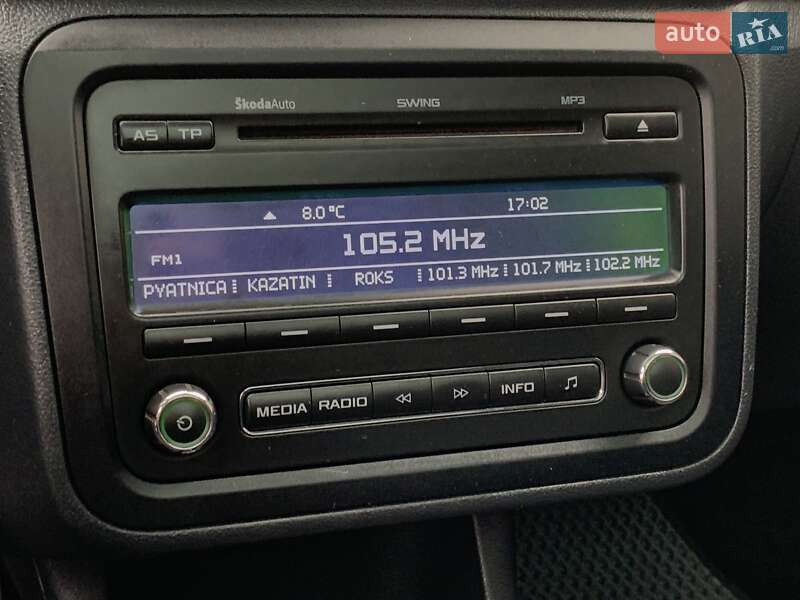 auto RIA .com
ŠkodaAuto SWING MP3
AS TP
8.0 °C 17:02
105.2 MHz
FM1
PYATNICA KAZATIN ROKS 101.3 MHz 101.7 MHz 102.2 MHz
MEDIA RADIO INFO